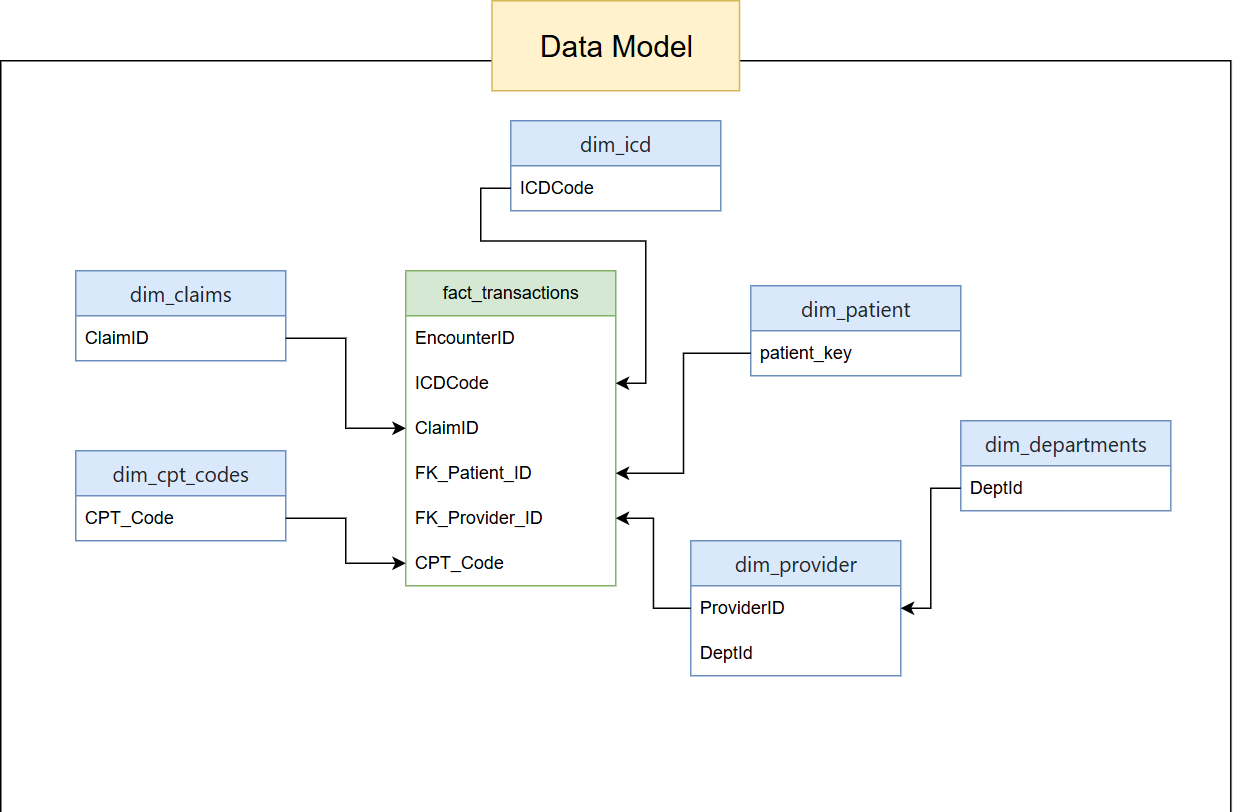 Data Model
dim_icd
ICDCode
dim_claims
ClaimID
fact_transactions
EncounterID
ICDCode
ClaimID
FK_Patient_ID
FK_Provider_ID
CPT_Code
dim_patient
patient_key
dim_cpt_codes
CPT_Code
dim_departments
DeptId
dim_provider
ProviderID
DeptId